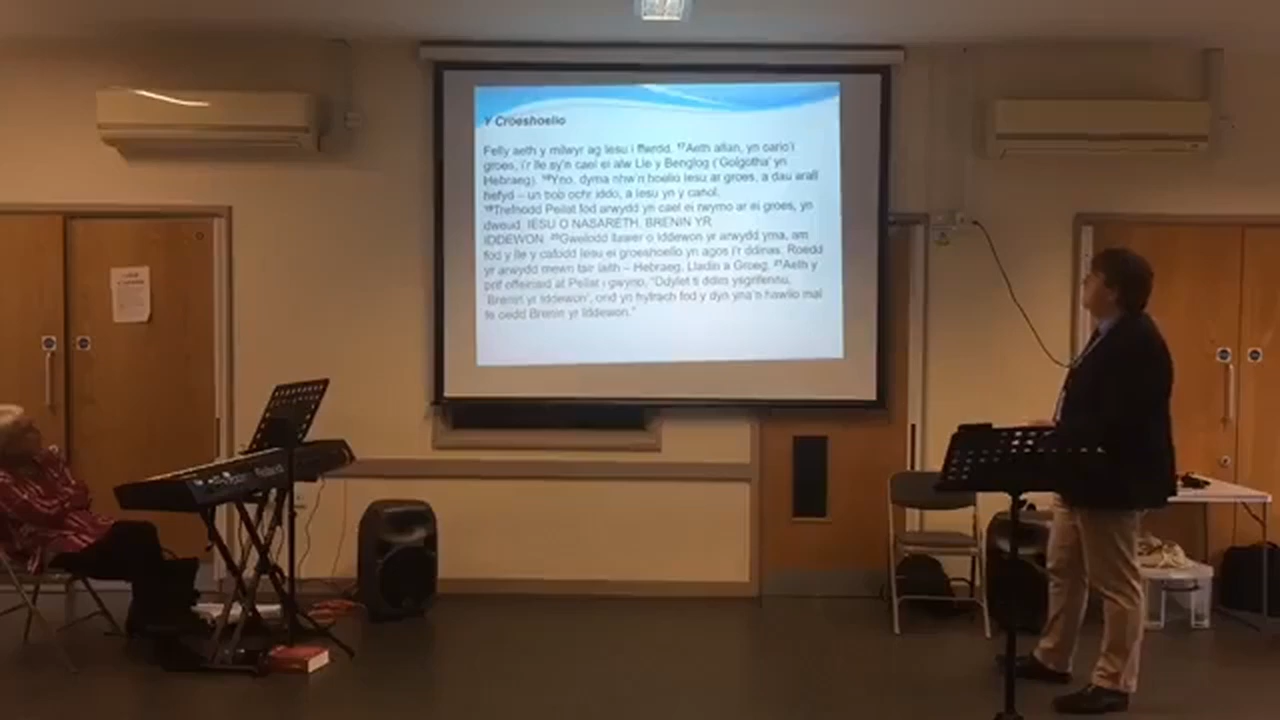 Y Croeshoelio
Felly aeth y milwyr ag Iesu i ffwrdd. ¹⁷Aeth allan, yn cario'i
groes, i'r lle sy'n cael ei alw Lle y Benglog ('Golgotha' yn
Hebraeg). ¹⁸Yno, dyma nhw'n hoelio Iesu ar groes, a dau arall
hefyd – un bob ochr iddo, a Iesu yn y canol.
¹⁹Trefnodd Peilat fod arwydd yn cael ei rwymo ar ei groes, yn
dweud: IESU O NASARETH, BRENIN YR
IDDEWON. ²⁰Gwelodd llawer o Iddewon yr arwydd yma, am
fod y lle y cafodd Iesu ei groeshoelio yn agos i'r ddinas. Roedd
yr arwydd mewn tair iaith – Hebraeg, Lladin a Groeg. ²¹Aeth y
prif offeiriaid at Peilat i gwyno, "Ddylet ti ddim ysgrifennu,
'Brenin yr Iddewon', ond yn hytrach fod y dyn yna'n hawlio mai
fe oedd Brenin yr Iddewon."
Roland